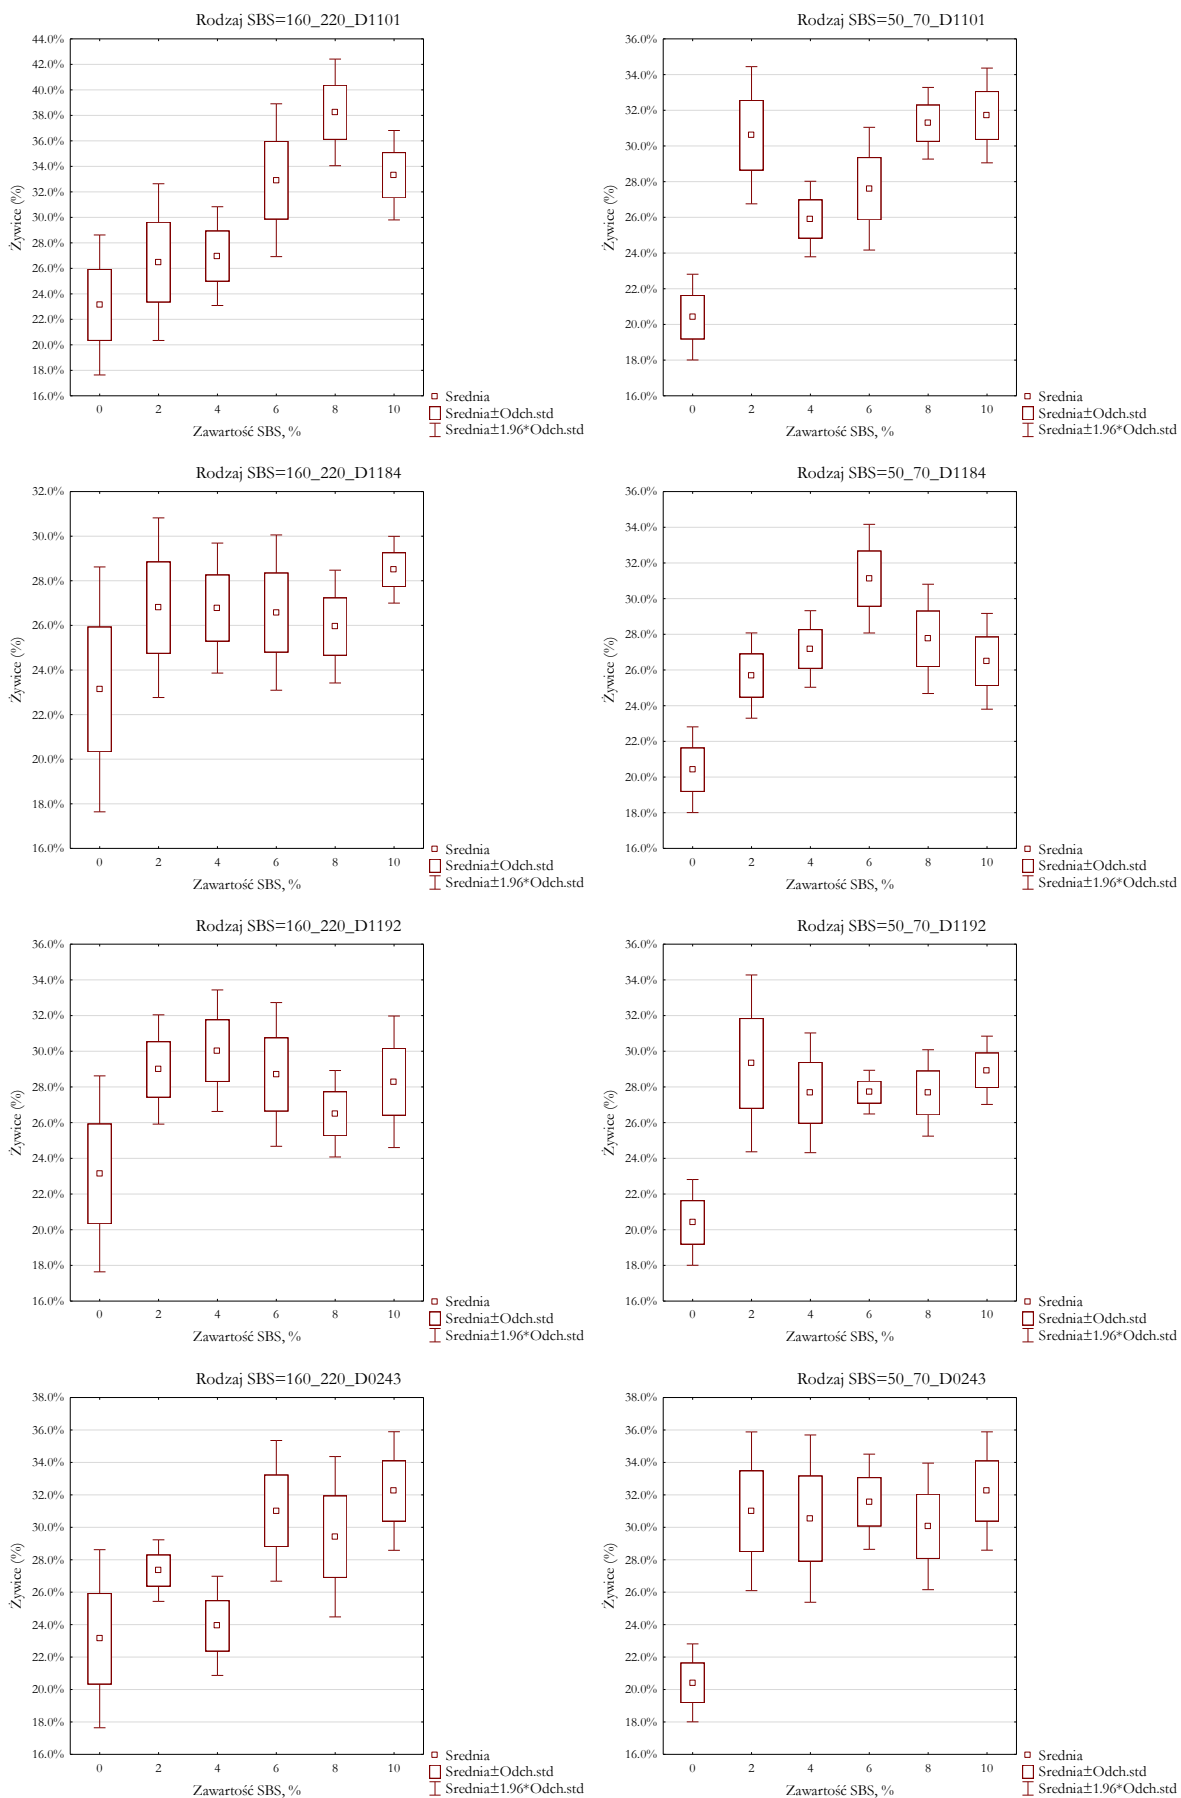 Rodzaj SBS=160_220_D1101
44.0%
42.0%
40.0%
38.0%
36.0%
34.0%
32.0%
30.0%
28.0%
26.0%
24.0%
22.0%
20.0%
18.0%
16.0%
Żywice (%)
0 2 4 6 8 10
Zawartość SBS, %
Srednia
Srednia±Odch.std
Srednia±1.96*Odch.std
Rodzaj SBS=50_70_D1101
36.0%
34.0%
32.0%
30.0%
28.0%
26.0%
24.0%
22.0%
20.0%
18.0%
16.0%
Żywice (%)
0 2 4 6 8 10
Zawartość SBS, %
Srednia
Srednia±Odch.std
Srednia±1.96*Odch.std
Rodzaj SBS=160_220_D1184
32.0%
30.0%
28.0%
26.0%
24.0%
22.0%
20.0%
18.0%
16.0%
Żywice (%)
0 2 4 6 8 10
Zawartość SBS, %
Srednia
Srednia±Odch.std
Srednia±1.96*Odch.std
Rodzaj SBS=50_70_D1184
36.0%
34.0%
32.0%
30.0%
28.0%
26.0%
24.0%
22.0%
20.0%
18.0%
16.0%
Żywice (%)
0 2 4 6 8 10
Zawartość SBS, %
Srednia
Srednia±Odch.std
Srednia±1.96*Odch.std
Rodzaj SBS=160_220_D1192
36.0%
34.0%
32.0%
30.0%
28.0%
26.0%
24.0%
22.0%
20.0%
18.0%
16.0%
Żywice (%)
0 2 4 6 8 10
Zawartość SBS, %
Srednia
Srednia±Odch.std
Srednia±1.96*Odch.std
Rodzaj SBS=50_70_D1192
36.0%
34.0%
32.0%
30.0%
28.0%
26.0%
24.0%
22.0%
20.0%
18.0%
16.0%
Żywice (%)
0 2 4 6 8 10
Zawartość SBS, %
Srednia
Srednia±Odch.std
Srednia±1.96*Odch.std
Rodzaj SBS=160_220_D0243
38.0%
36.0%
34.0%
32.0%
30.0%
28.0%
26.0%
24.0%
22.0%
20.0%
18.0%
16.0%
Żywice (%)
0 2 4 6 8 10
Zawartość SBS, %
Srednia
Srednia±Odch.std
Srednia±1.96*Odch.std
Rodzaj SBS=50_70_D0243
38.0%
36.0%
34.0%
32.0%
30.0%
28.0%
26.0%
24.0%
22.0%
20.0%
18.0%
16.0%
Żywice (%)
0 2 4 6 8 10
Zawartość SBS, %
Srednia
Srednia±Odch.std
Srednia±1.96*Odch.std